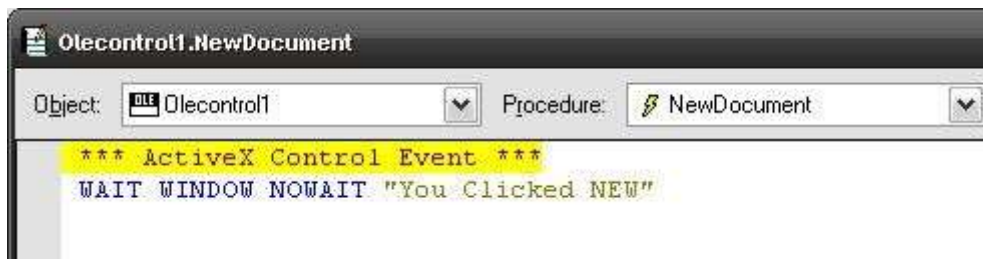 Olecontrol1.NewDocument
Object: OLE Olecontrol1 Procedure: NewDocument
*** ActiveX Control Event ***
WAIT WINDOW NOWAIT "You Clicked NEW"